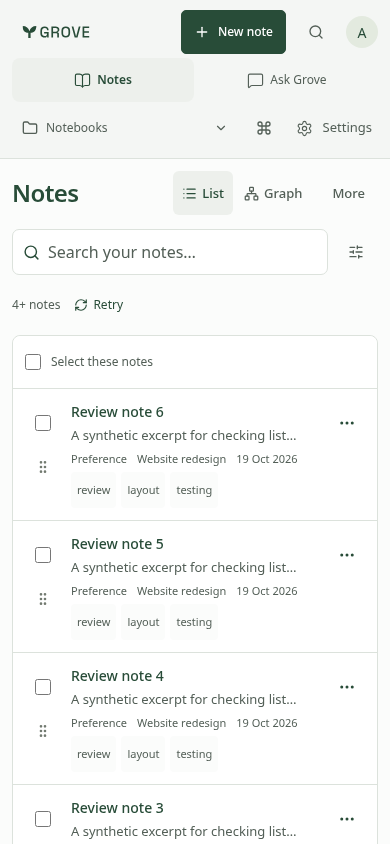 GROVE
New note
A
Notes
Ask Grove
Notebooks
Settings
Notes
List
Graph
More
Search your notes...
4+ notes
Retry
Select these notes
Review note 6
A synthetic excerpt for checking list...
Preference Website redesign 19 Oct 2026
review layout testing
Review note 5
A synthetic excerpt for checking list...
Preference Website redesign 19 Oct 2026
review layout testing
Review note 4
A synthetic excerpt for checking list...
Preference Website redesign 19 Oct 2026
review layout testing
Review note 3
A synthetic excerpt for checking list...